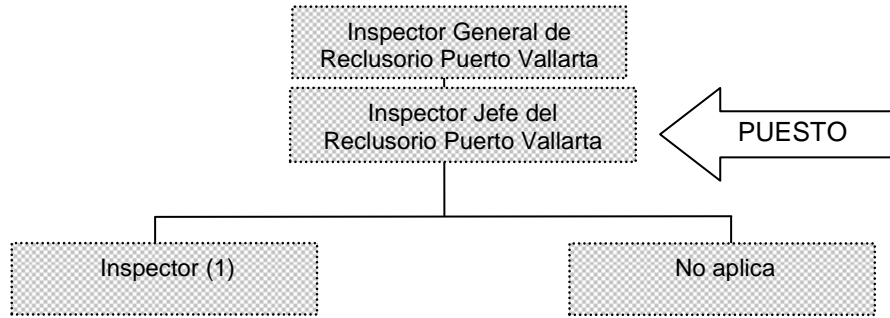 Inspector General de
Reclusorio Puerto Vallarta
Inspector Jefe del
Reclusorio Puerto Vallarta
PUESTO
Inspector (1)
No aplica